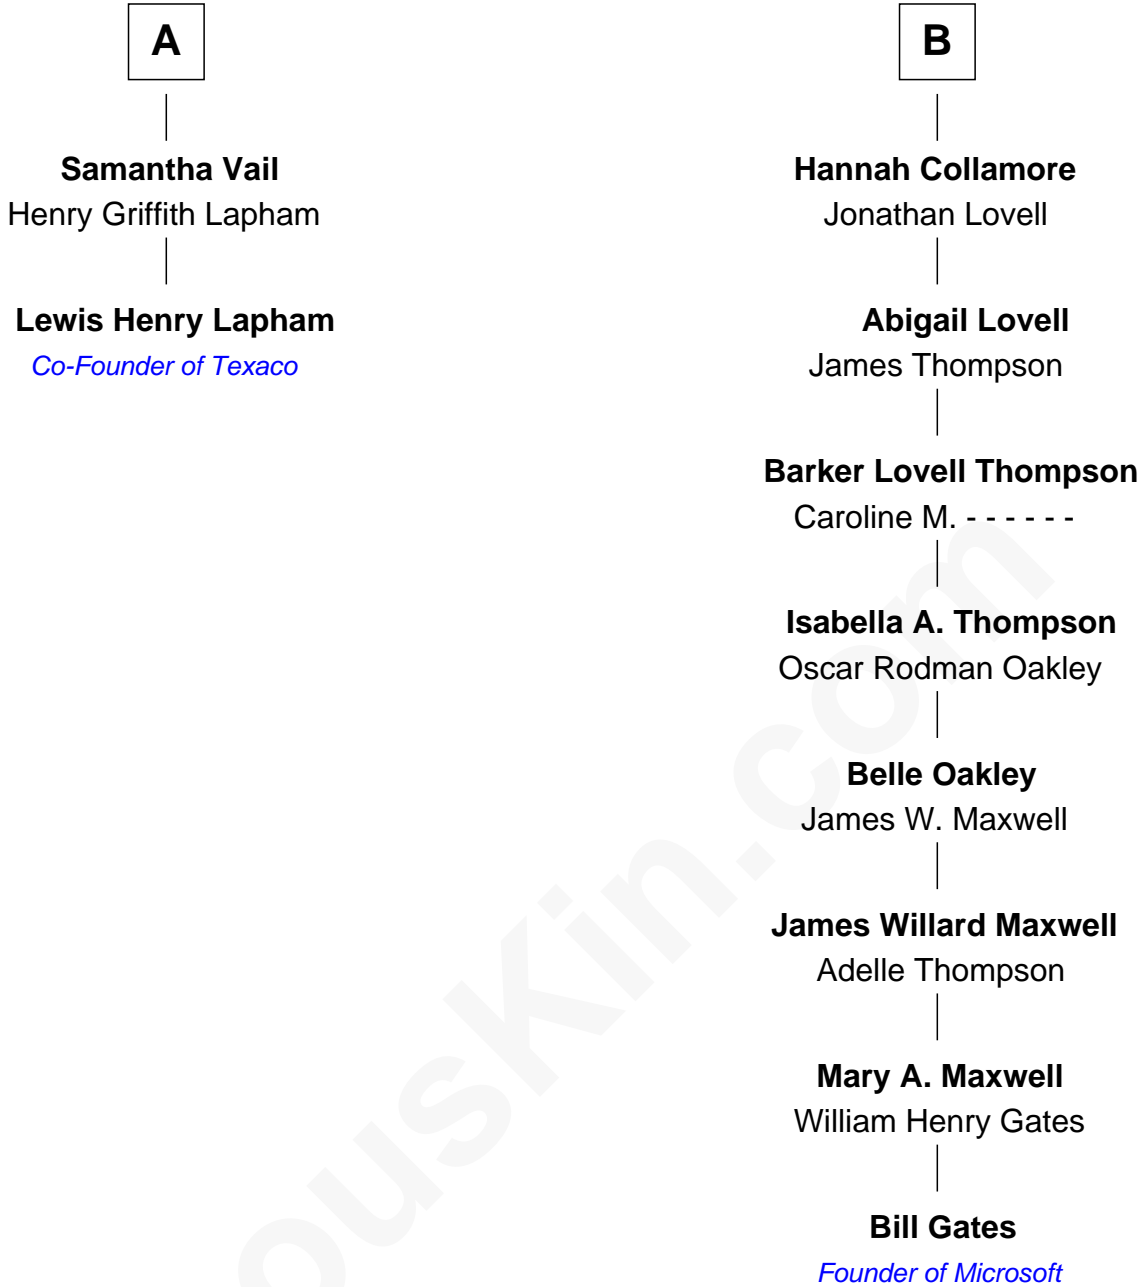 A
Samantha Vail
Henry Griffith Lapham
Lewis Henry Lapham
Co-Founder of Texaco
B
Hannah Collamore
Jonathan Lovell
Abigail Lovell
James Thompson
Barker Lovell Thompson
Caroline M. - - - - - -
Isabella A. Thompson
Oscar Rodman Oakley
Belle Oakley
James W. Maxwell
James Willard Maxwell
Adelle Thompson
Mary A. Maxwell
William Henry Gates
Bill Gates
Founder of Microsoft
ousKin.com